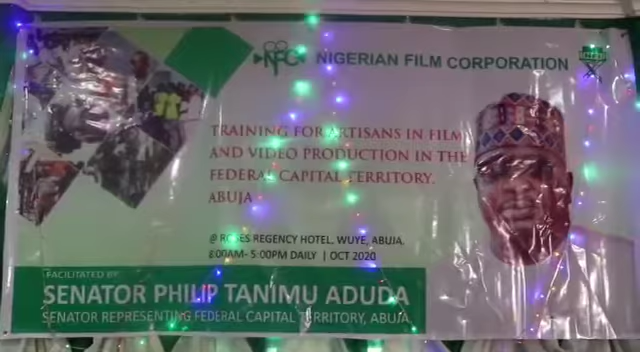 NFC NIGERIAN FILM CORPORATION
TRAINING FOR ARTISANS IN FILM
AND VIDEO PRODUCTION IN THE
FEDERAL CAPITAL TERRITORY,
ABUJA
@ ROSES REGENCY HOTEL, WUYE, ABUJA.
8:00AM- 5:00PM DAILY | OCT 2020
FACILITATED BY
SENATOR PHILIP TANIMU ADUDA
SENATOR REPRESENTING FEDERAL CAPITAL TERRITORY, ABUJA